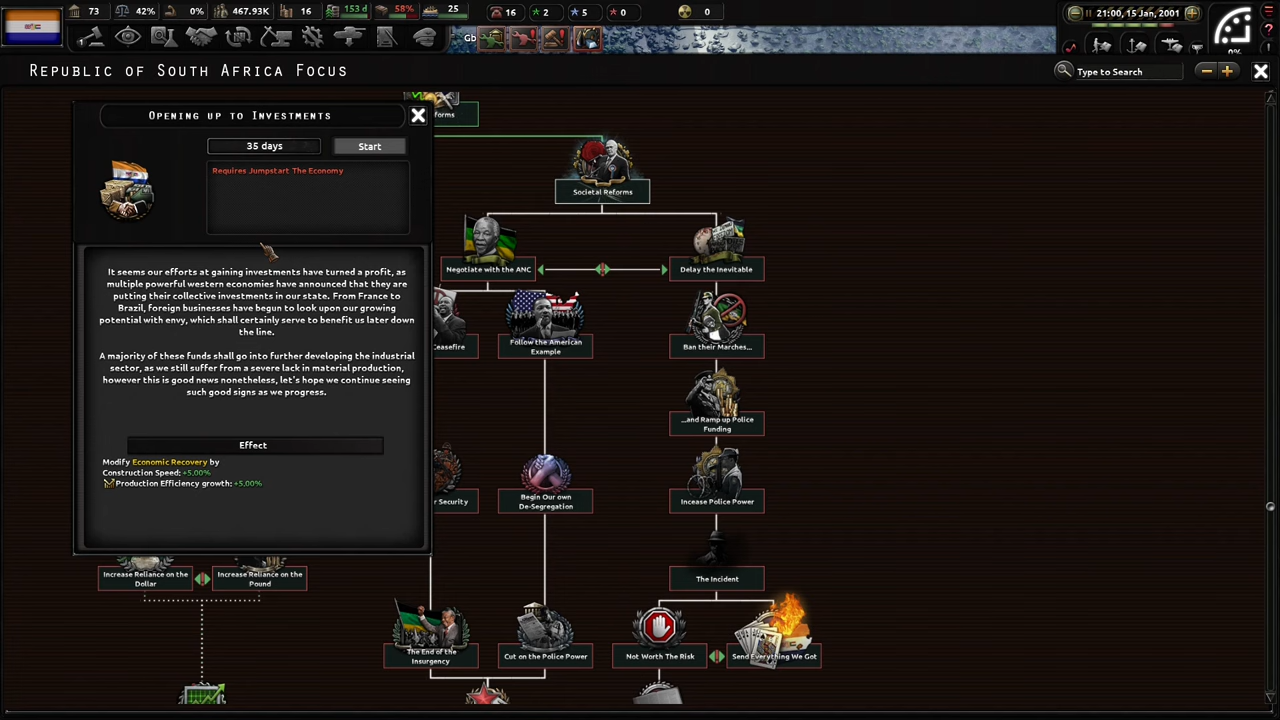 73 42% 0% 467.93K 16 153 d 58% 25 16 2 5 0 0
21:00, 15 Jan, 2001
1 Gb 0%
Republic of South Africa Focus
Type to Search
Opening up to Investments
35 days Start
Requires Jumpstart The Economy
It seems our efforts at gaining investments have turned a profit, as
multiple powerful western economies have announced that they are
putting their collective investments in our state. From France to
Brazil, foreign businesses have begun to look upon our growing
potential with envy, which shall certainly serve to benefit us later down
the line.
A majority of these funds shall go into further developing the industrial
sector, as we still suffer from a severe lack in material production,
however this is good news nonetheless, let's hope we continue seeing
such good signs as we progress.
Effect
Modify Economic Recovery by
Construction Speed: +5,00%
Production Efficiency growth: +5,00%
forms
Societal Reforms
Negotiate with the ANC
Delay the Inevitable
Ceasefire
Follow the American
Example
Ban their Marches...
...and Ramp up Police
Funding
r Security
Begin Our own
De-Segregation
Incease Police Power
The Incident
Increase Reliance on the
Dollar
Increase Reliance on the
Pound
The End of the
Insurgency
Cut on the Police Power
Not Worth The Risk
Send Everything We Got